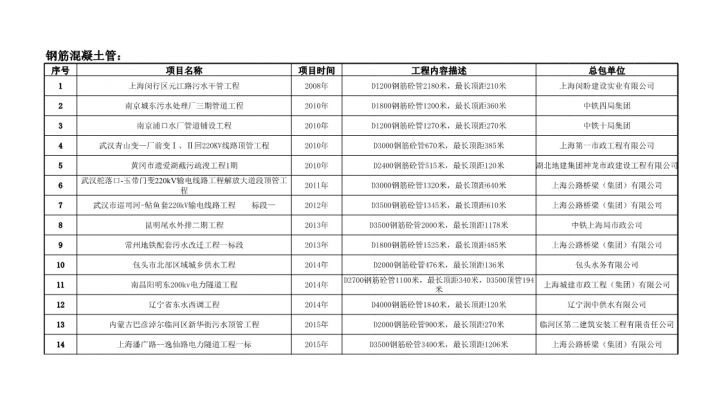 钢筋混凝土管：
序号 项目名称 项目时间 工程内容描述 总包单位
1 上海闵行区元江路污水干管工程 2008年 D1200钢筋砼管2180米，最长顶距210米 上海闵盼建设实业有限公司
2 南京城东污水处理厂三期管道工程 2010年 D1800钢筋砼管1200米，最长顶距360米 中铁四局集团
3 南京浦口水厂管道铺设工程 2010年 D1200钢筋砼管1270米，最长顶距270米 中铁十局集团
4 武汉青山变—厂前变Ⅰ、Ⅱ回220KV线路顶管工程 2010年 D3000钢筋砼管670米，最长顶距385米 上海第一市政工程有限公司
5 黄冈市遗爱湖截污疏浚工程1期 2010年 D2400钢筋砼管515米，最长顶距120米 湖北地建集团神龙市政建设工程有限公司
6 武汉舵落口-玉带门变220kV输电线路工程解放大道段顶管工
程 2011年 D3000钢筋砼管1320米，最长顶距640米 上海公路桥梁（集团）有限公司
7 武汉市逗司河-鲇鱼套220kV输电线路工程 标段一 2012年 D3000钢筋砼管1345米，最长顶距610米 上海公路桥梁（集团）有限公司
8 昆明尾水外排二期工程 2013年 D3500钢筋砼管2000米，最长顶距1178米 中铁上海局市政公司
9 常州地铁配套污水改迁工程一标段 2013年 D1800钢筋砼管1525米，最长顶距485米 上海公路桥梁（集团）有限公司
10 包头市北部区域城乡供水工程 2014年 D2000钢筋砼管476米，最长顶距136米 包头水务有限公司
11 南昌阳明东200kv电力隧道工程 2014年 D2700钢筋砼管1100米，最长顶距340米，D3500顶管194
米 上海城建市政工程（集团）有限公司
12 辽宁省东水西调工程 2014年 D4000钢筋砼管1840米，最长顶距120米 辽宁润中供水有限公司
13 内蒙古巴彦淖尔临河区新华街污水顶管工程 2015年 D2000钢筋砼管900米，最长顶距270米 临河区第二建筑安装工程有限责任公司
14 上海潘广路—逸仙路电力隧道工程一标 2015年 D3500钢筋砼管3400米，最长顶距1206米 上海公路桥梁（集团）有限公司